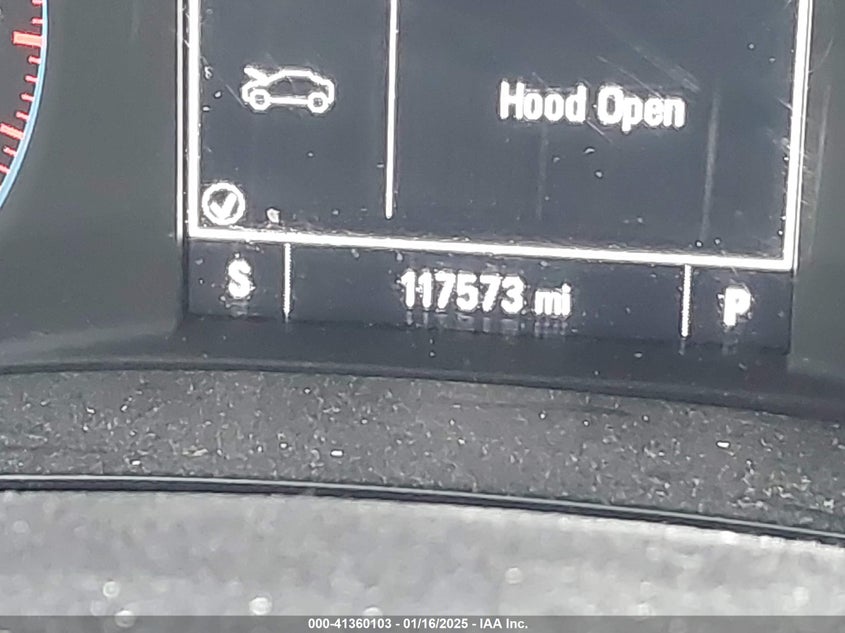 Hood Open
S 117573 mi P
000-41360103 - 01/16/2025 - IAA Inc.